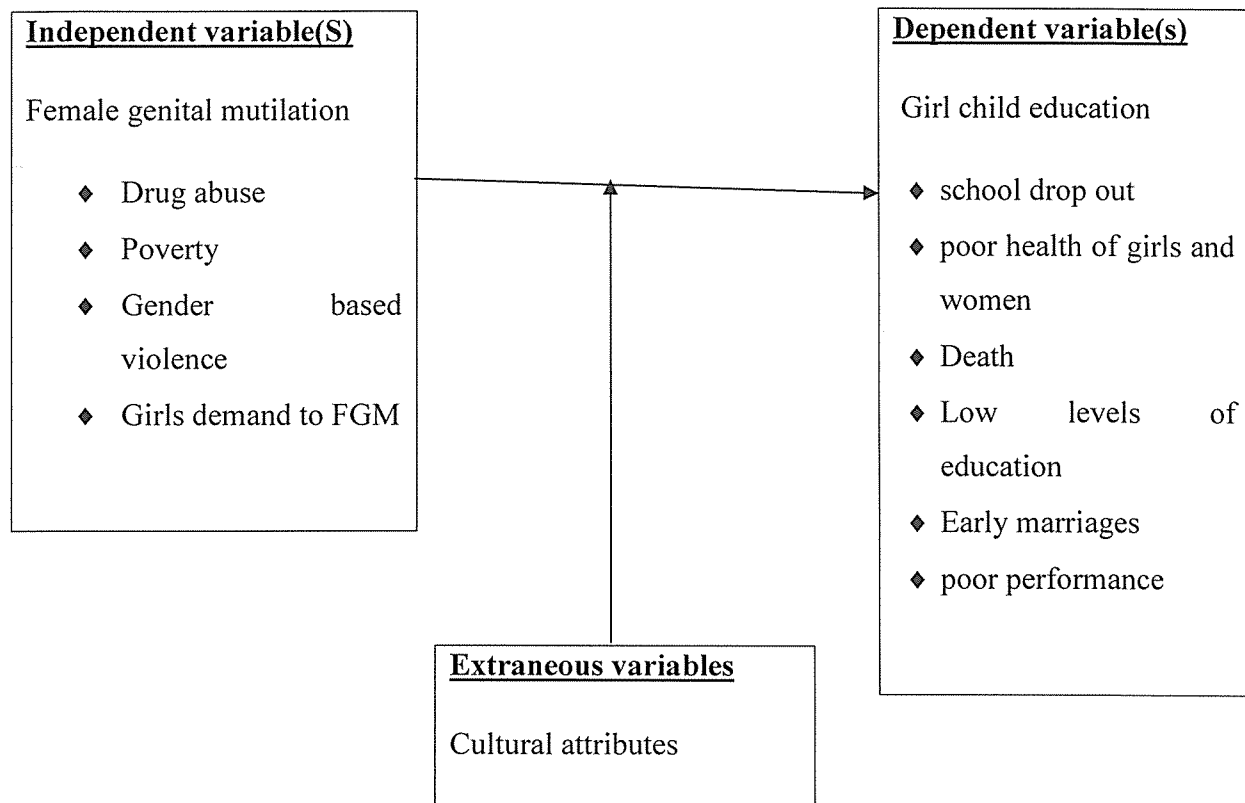 Independent variable(S)
Female genital mutilation
♦ Drug abuse
♦ Poverty
♦ Gender based
violence
♦ Girls demand to FGM
Dependent variable(s)
Girl child education
♦ school drop out
♦ poor health of girls and
women
♦ Death
♦ Low levels of
education
♦ Early marriages
♦ poor performance
Extraneous variables
Cultural attributes